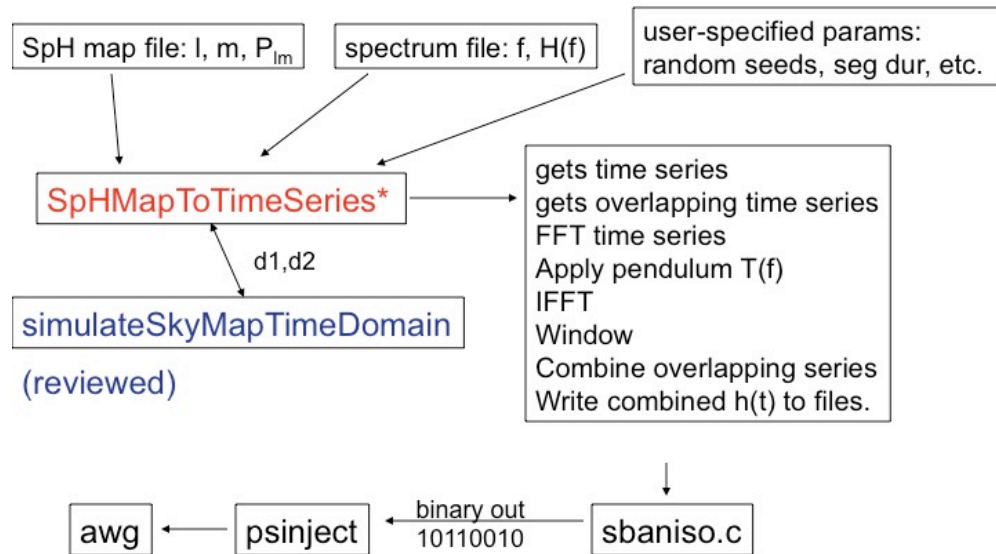 SpH map file: l, m, P_lm
spectrum file: f, H(f)
user-specified params:
random seeds, seg dur, etc.
SpHMapToTimeSeries*
d1,d2
simulateSkyMapTimeDomain
(reviewed)
gets time series
gets overlapping time series
FFT time series
Apply pendulum T(f)
IFFT
Window
Combine overlapping series
Write combined h(t) to files.
awg
psinject
binary out
10110010
sbaniso.c